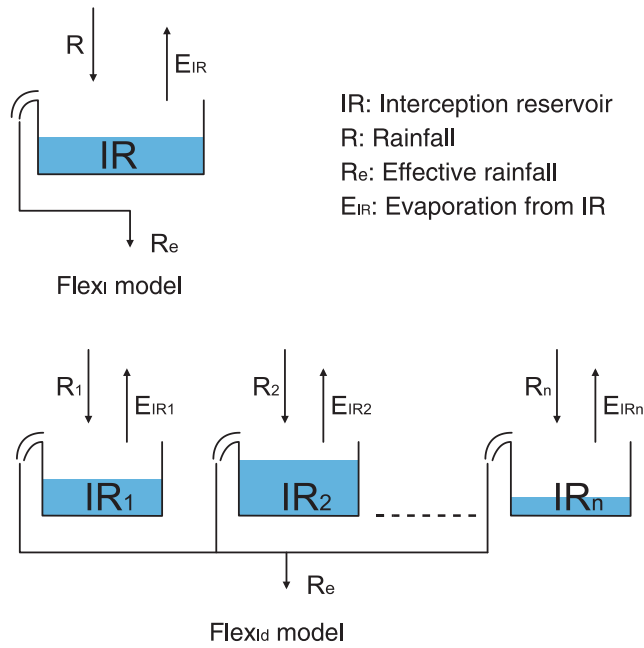 R
EIR
IR
Re
FlexI model
IR: Interception reservoir
R: Rainfall
Re: Effective rainfall
EIR: Evaporation from IR
R1
EIR1
R2
EIR2
Rn
EIRn
IR1
IR2
IRn
Re
FlexId model